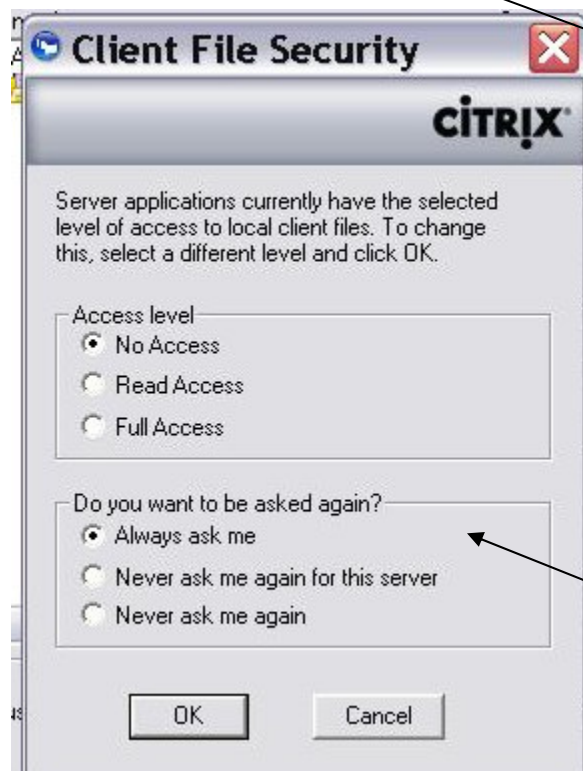 Client File Security
CİTRỊX
Server applications currently have the selected
level of access to local client files. To change
this, select a different level and click OK.
Access level
No Access
Read Access
Full Access
Do you want to be asked again?
Always ask me
Never ask me again for this server
Never ask me again
OK
Cancel